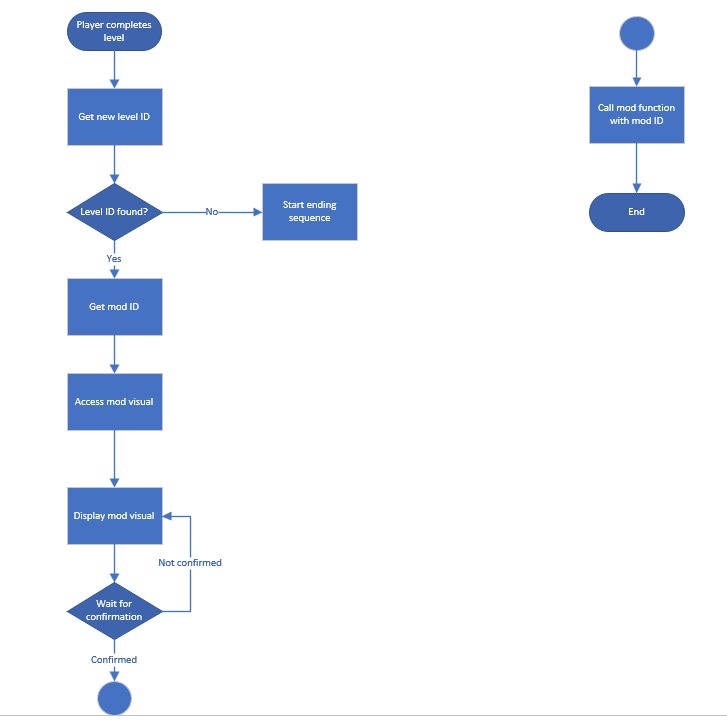 Player completes
level
Get new level ID
Level ID found?
No
Start ending
sequence
Yes
Get mod ID
Access mod visual
Display mod visual
Not confirmed
Wait for
confirmation
Confirmed
Call mod function
with mod ID
End